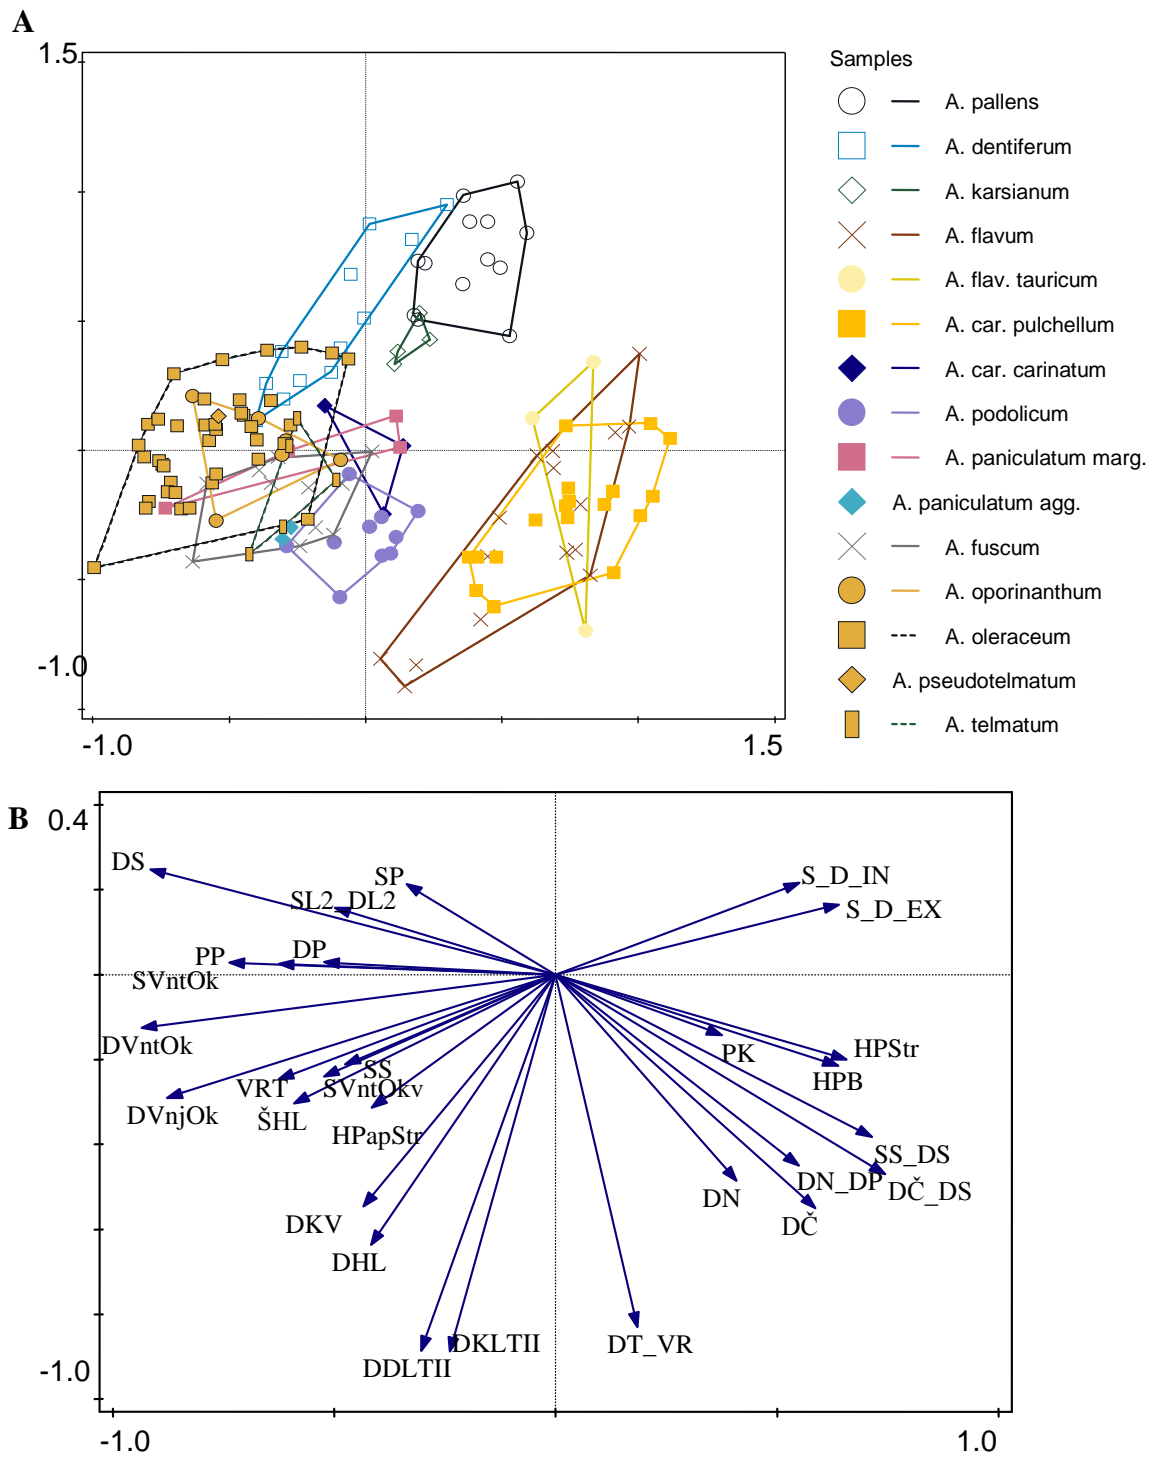 A
1.5
-1.0
-1.0
1.5
Samples
A. pallens
A. dentiferum
A. karsianum
A. flavum
A. flav. tauricum
A. car. pulchellum
A. car. carinatum
A. podolicum
A. paniculatum marg.
A. paniculatum agg.
A. fuscum
A. oporinanthum
A. oleraceum
A. pseudotelmatum
A. telmatum
B
0.4
DS
SP
SL2_DL2
S_D_IN
S_D_EX
PP
DP
SVntOk
DVntOk
PK
HPStr
HPB
SS
VRT
SVntOkv
DVnjOk
ŠHL
HPapStr
SS_DS
DN_DP
DČ_DS
DN
DČ
DKV
DHL
DKLTII
DT_VR
DDLTII
-1.0
-1.0
1.0